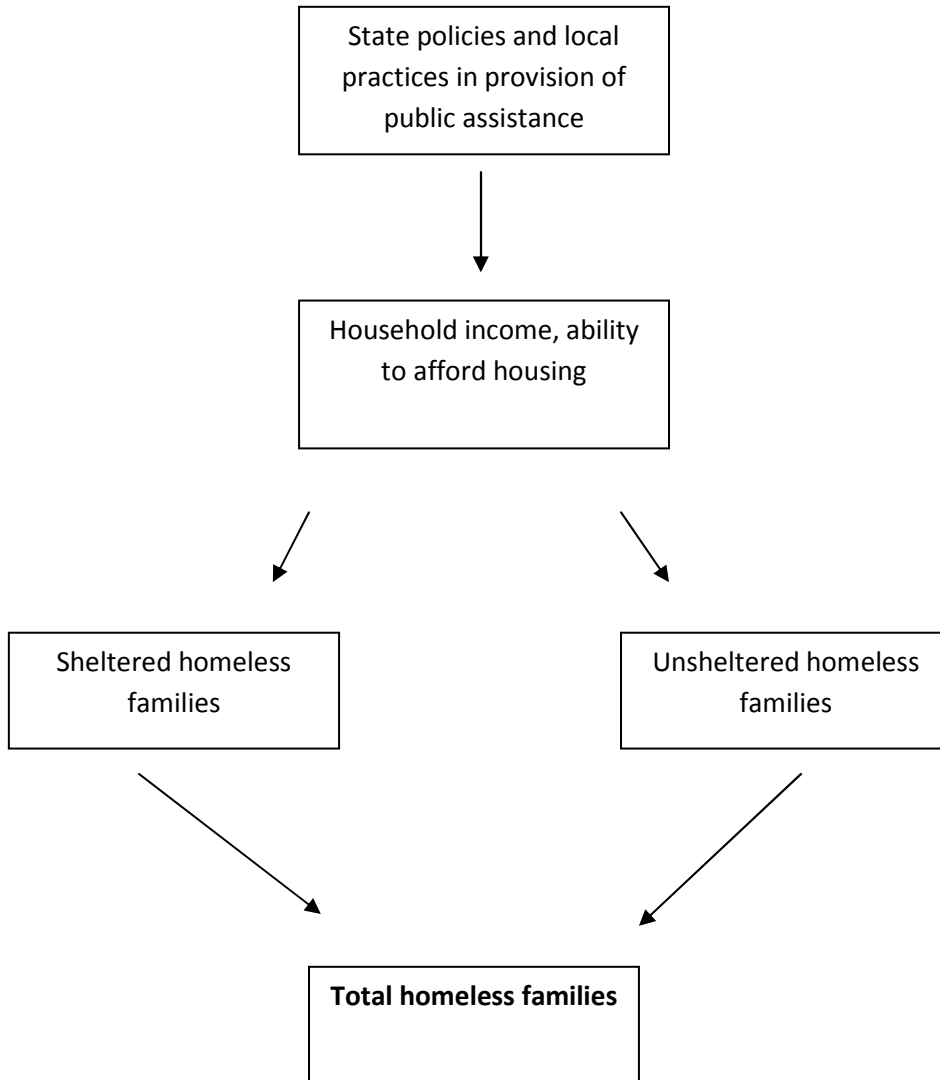 State policies and local
practices in provision of
public assistance
Household income, ability
to afford housing
Sheltered homeless
families
Unsheltered homeless
families
Total homeless families